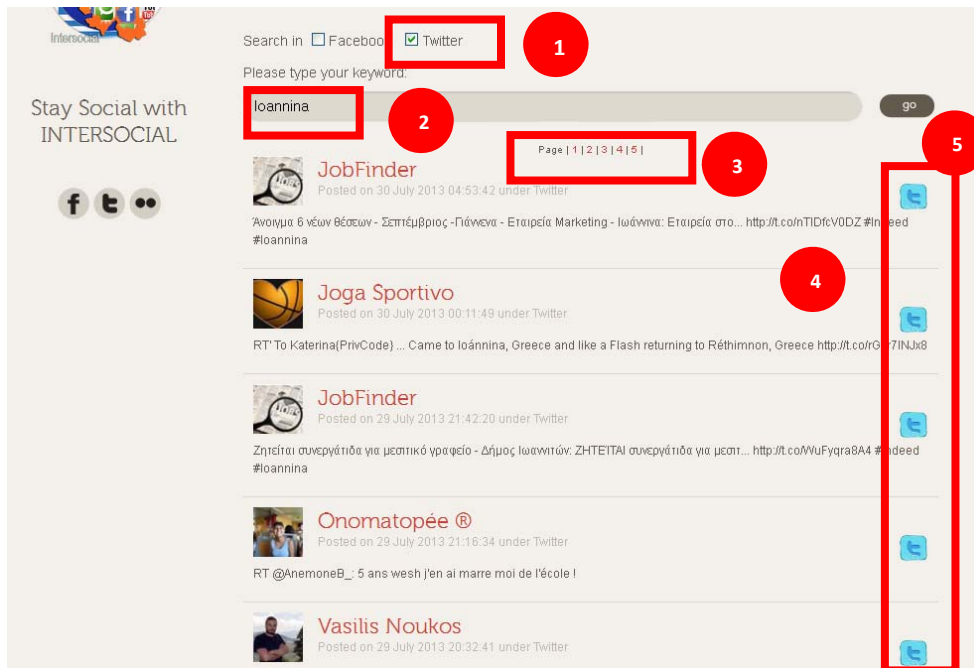 Intersocial
Search in Faceboo Twitter
1
Please type your keyword:
Ioannina
go
2
Stay Social with
INTERSOCIAL
Page | 1 | 2 | 3 | 4 | 5 |
3
5
JobFinder
Posted on 30 July 2013 04:53:42 under Twitter
Άνοιγμα 6 νέων θέσεων - Σεπτέμβριος -Γιάννενα - Εταιρεία Marketing - Ιωάννινα: Εταιρεία στο... http://t.co/nTlDfcV0DZ #Indeed
#Ioannina
4
Joga Sportivo
Posted on 30 July 2013 00:11:49 under Twitter
RT' To Katerina(PrivCode) ... Came to Ioánnina, Greece and like a Flash returning to Réthimnon, Greece
JobFinder
Posted on 29 July 2013 21:42:20 under Twitter
Ζητείται συνεργάτιδα για μεσιτικό γραφείο - Δήμος Ιωαννιτών: ΖΗΤΕΙΤΑΙ συνεργάτιδα για μεσιτ... http://t.co/WuFyqra8A4 #Indeed
#Ioannina
Onomatopée ®
Posted on 29 July 2013 21:16:34 under Twitter
RT @AnemoneB_: 5 ans wesh j'en ai marre moi de l'école !
Vasilis Noukos
Posted on 29 July 2013 20:32:41 under Twitter